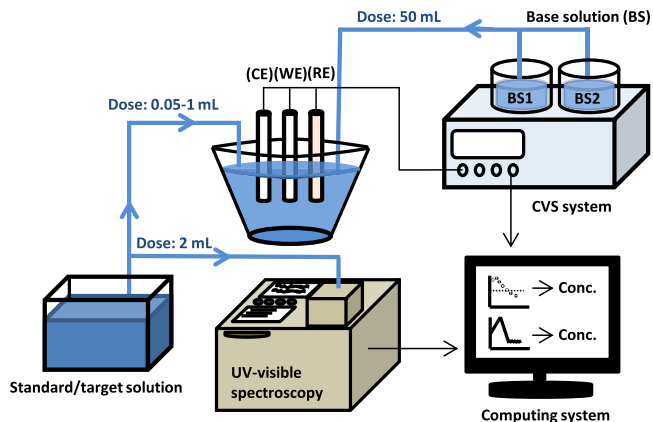 Dose: 50 mL
Base solution (BS)
(CE)(WE)(RE)
Dose: 0.05-1 mL
BS1
BS2
CVS system
Dose: 2 mL
Conc.
Conc.
UV-visible
spectroscopy
Standard/target solution
Computing system